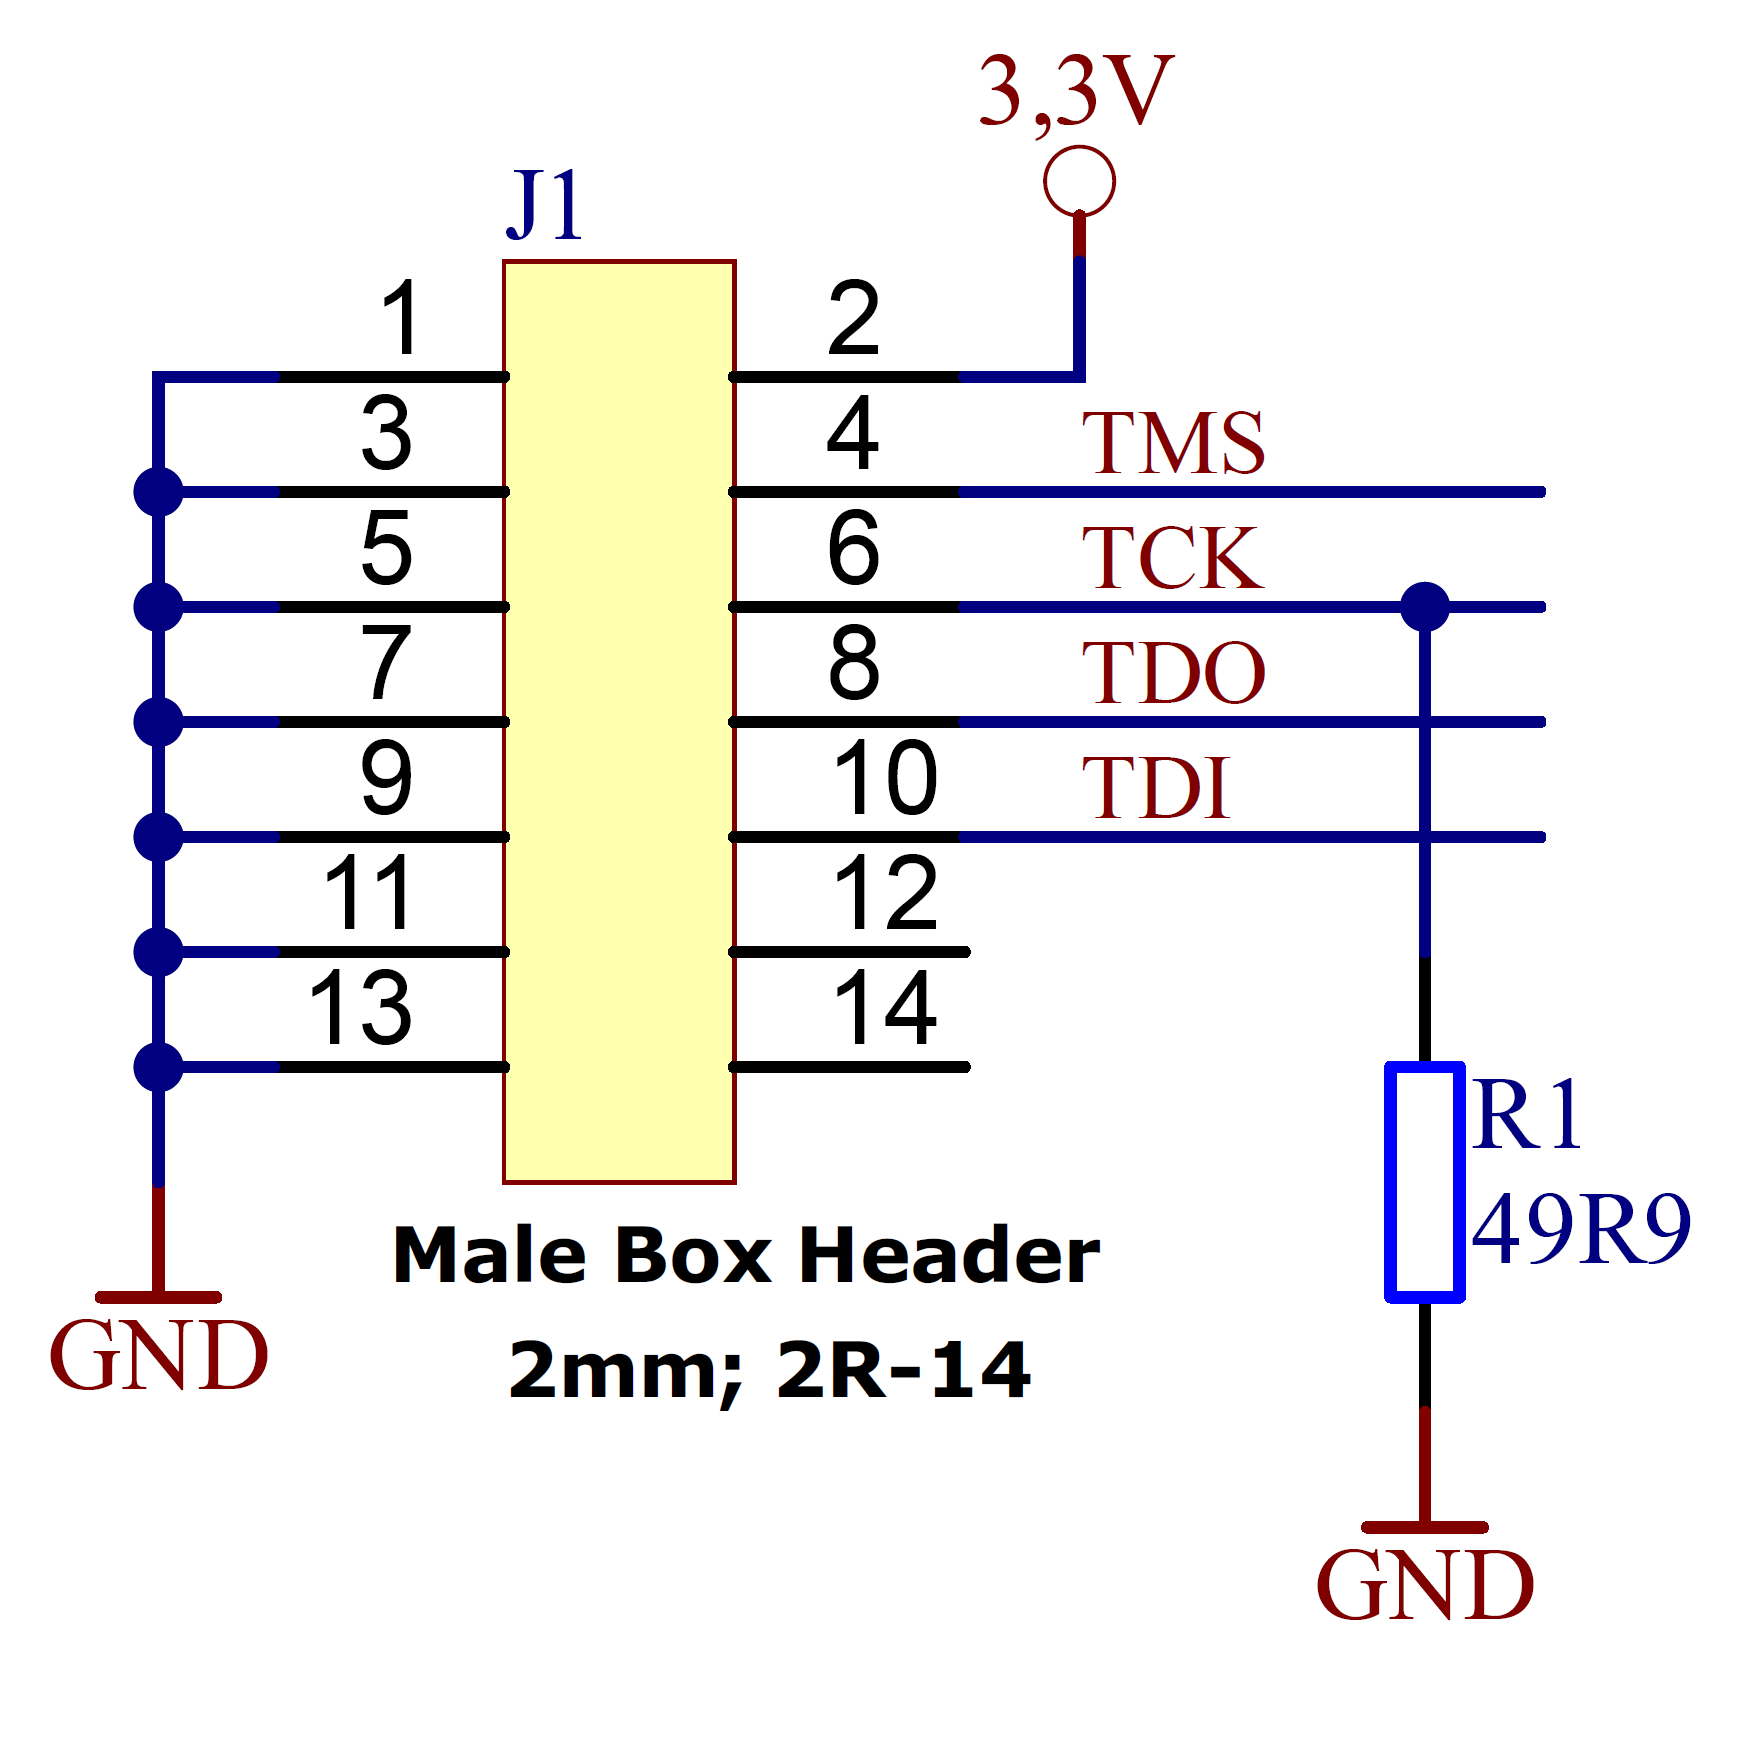 3,3V
J1
1 2
3 4 TMS
5 6 TCK
7 8 TDO
9 10 TDI
11 12
13 14
R1
49R9
Male Box Header
2mm; 2R-14
GND
GND